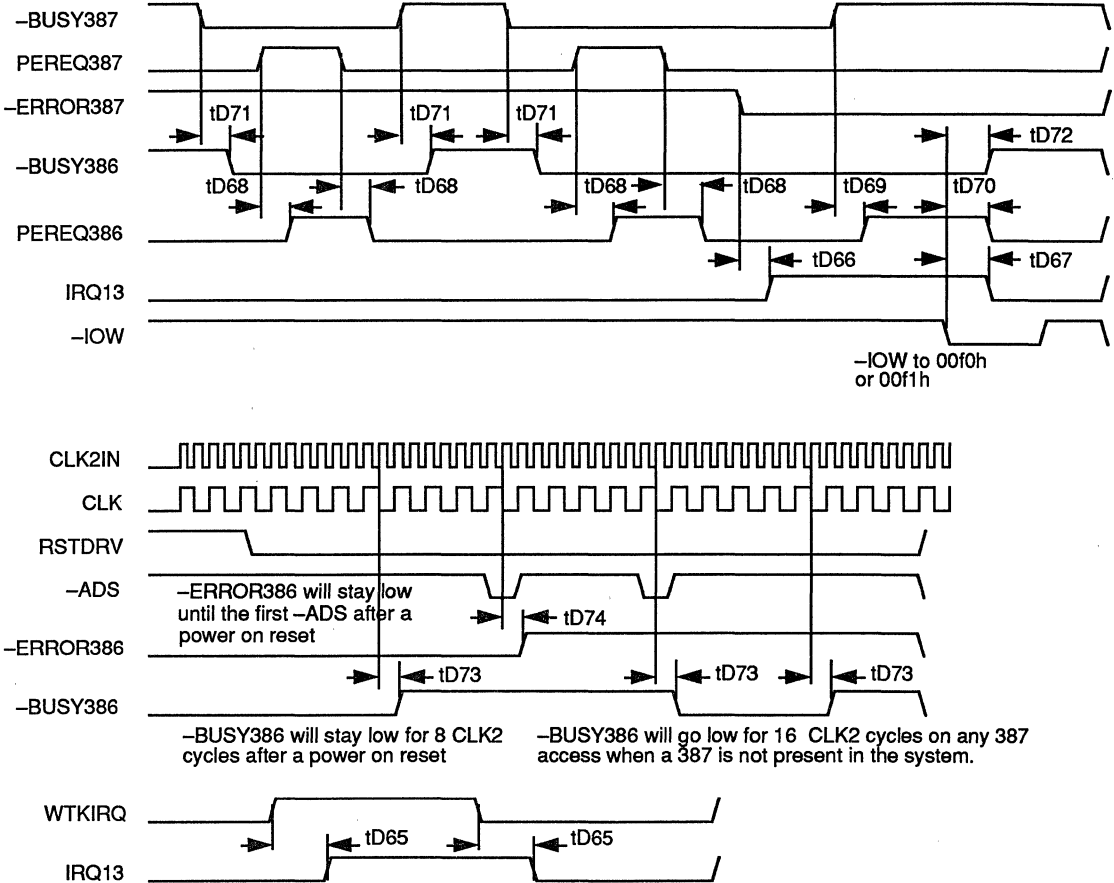 –BUSY387
PEREQ387
–ERROR387
tD71 tD71 tD71 tD72
–BUSY386
tD68 tD68 tD68 tD68 tD69 tD70
PEREQ386
tD66 tD67
IRQ13
–IOW
–IOW to 00f0h
or 00f1h
CLK2IN
CLK
RSTDRV
–ADS
–ERROR386 will stay low
until the first –ADS after a
power on reset
tD74
–ERROR386
tD73 tD73 tD73
–BUSY386
–BUSY386 will stay low for 8 CLK2
cycles after a power on reset
–BUSY386 will go low for 16 CLK2 cycles on any 387
access when a 387 is not present in the system.
WTKIRQ
tD65 tD65
IRQ13